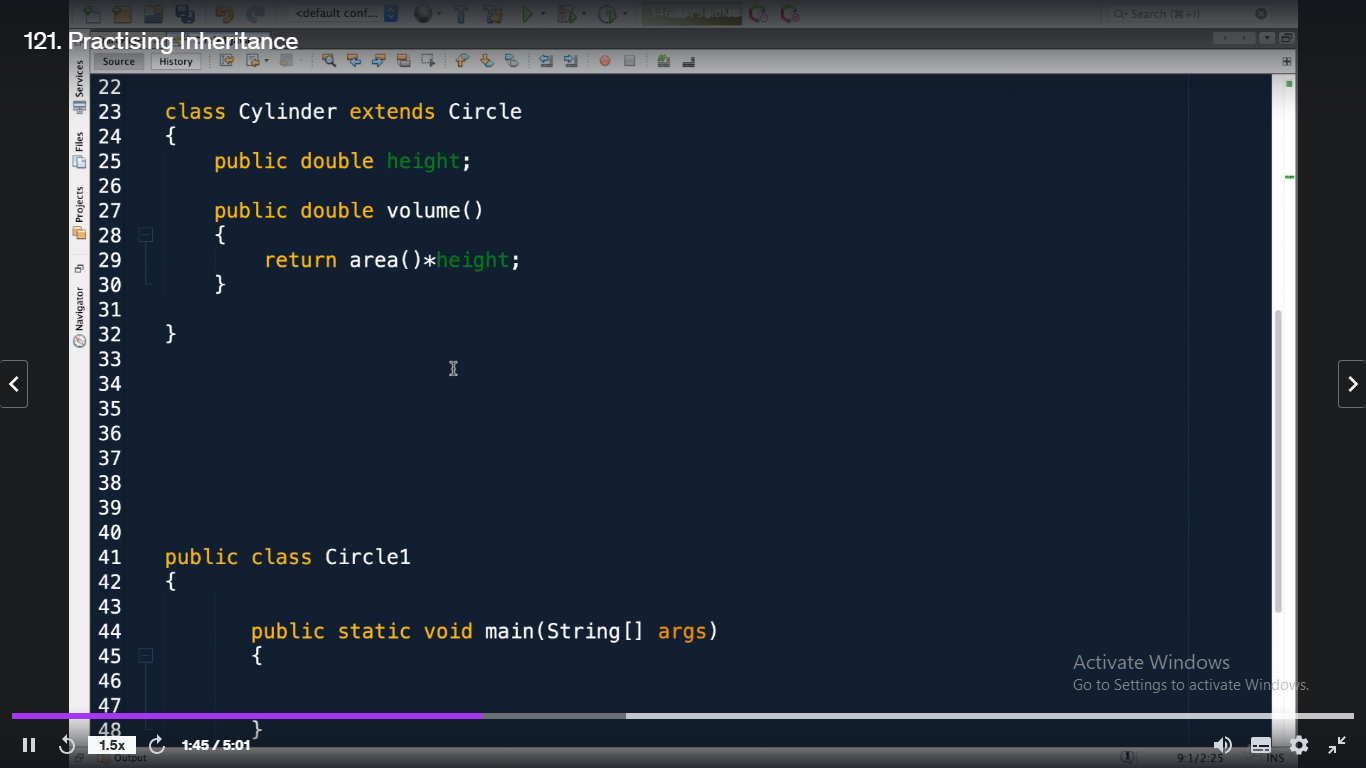 <default conf...
346.9/790.0MB
Search (⌘+I)
121. Practising Inheritance
Source History
Services
Files
Projects
Navigator
22
23 class Cylinder extends Circle
24 {
25 public double height;
26
27 public double volume()
28 {
29 return area()*height;
30 }
31
32 }
33
34
35
36
37
38
39
40
41 public class Circle1
42 {
43
44 public static void main(String[] args)
45 {
46
47
48 }
Activate Windows
Go to Settings to activate Windows.
1.5x 1:45 / 5:01
Output
9:1/2:25 INS